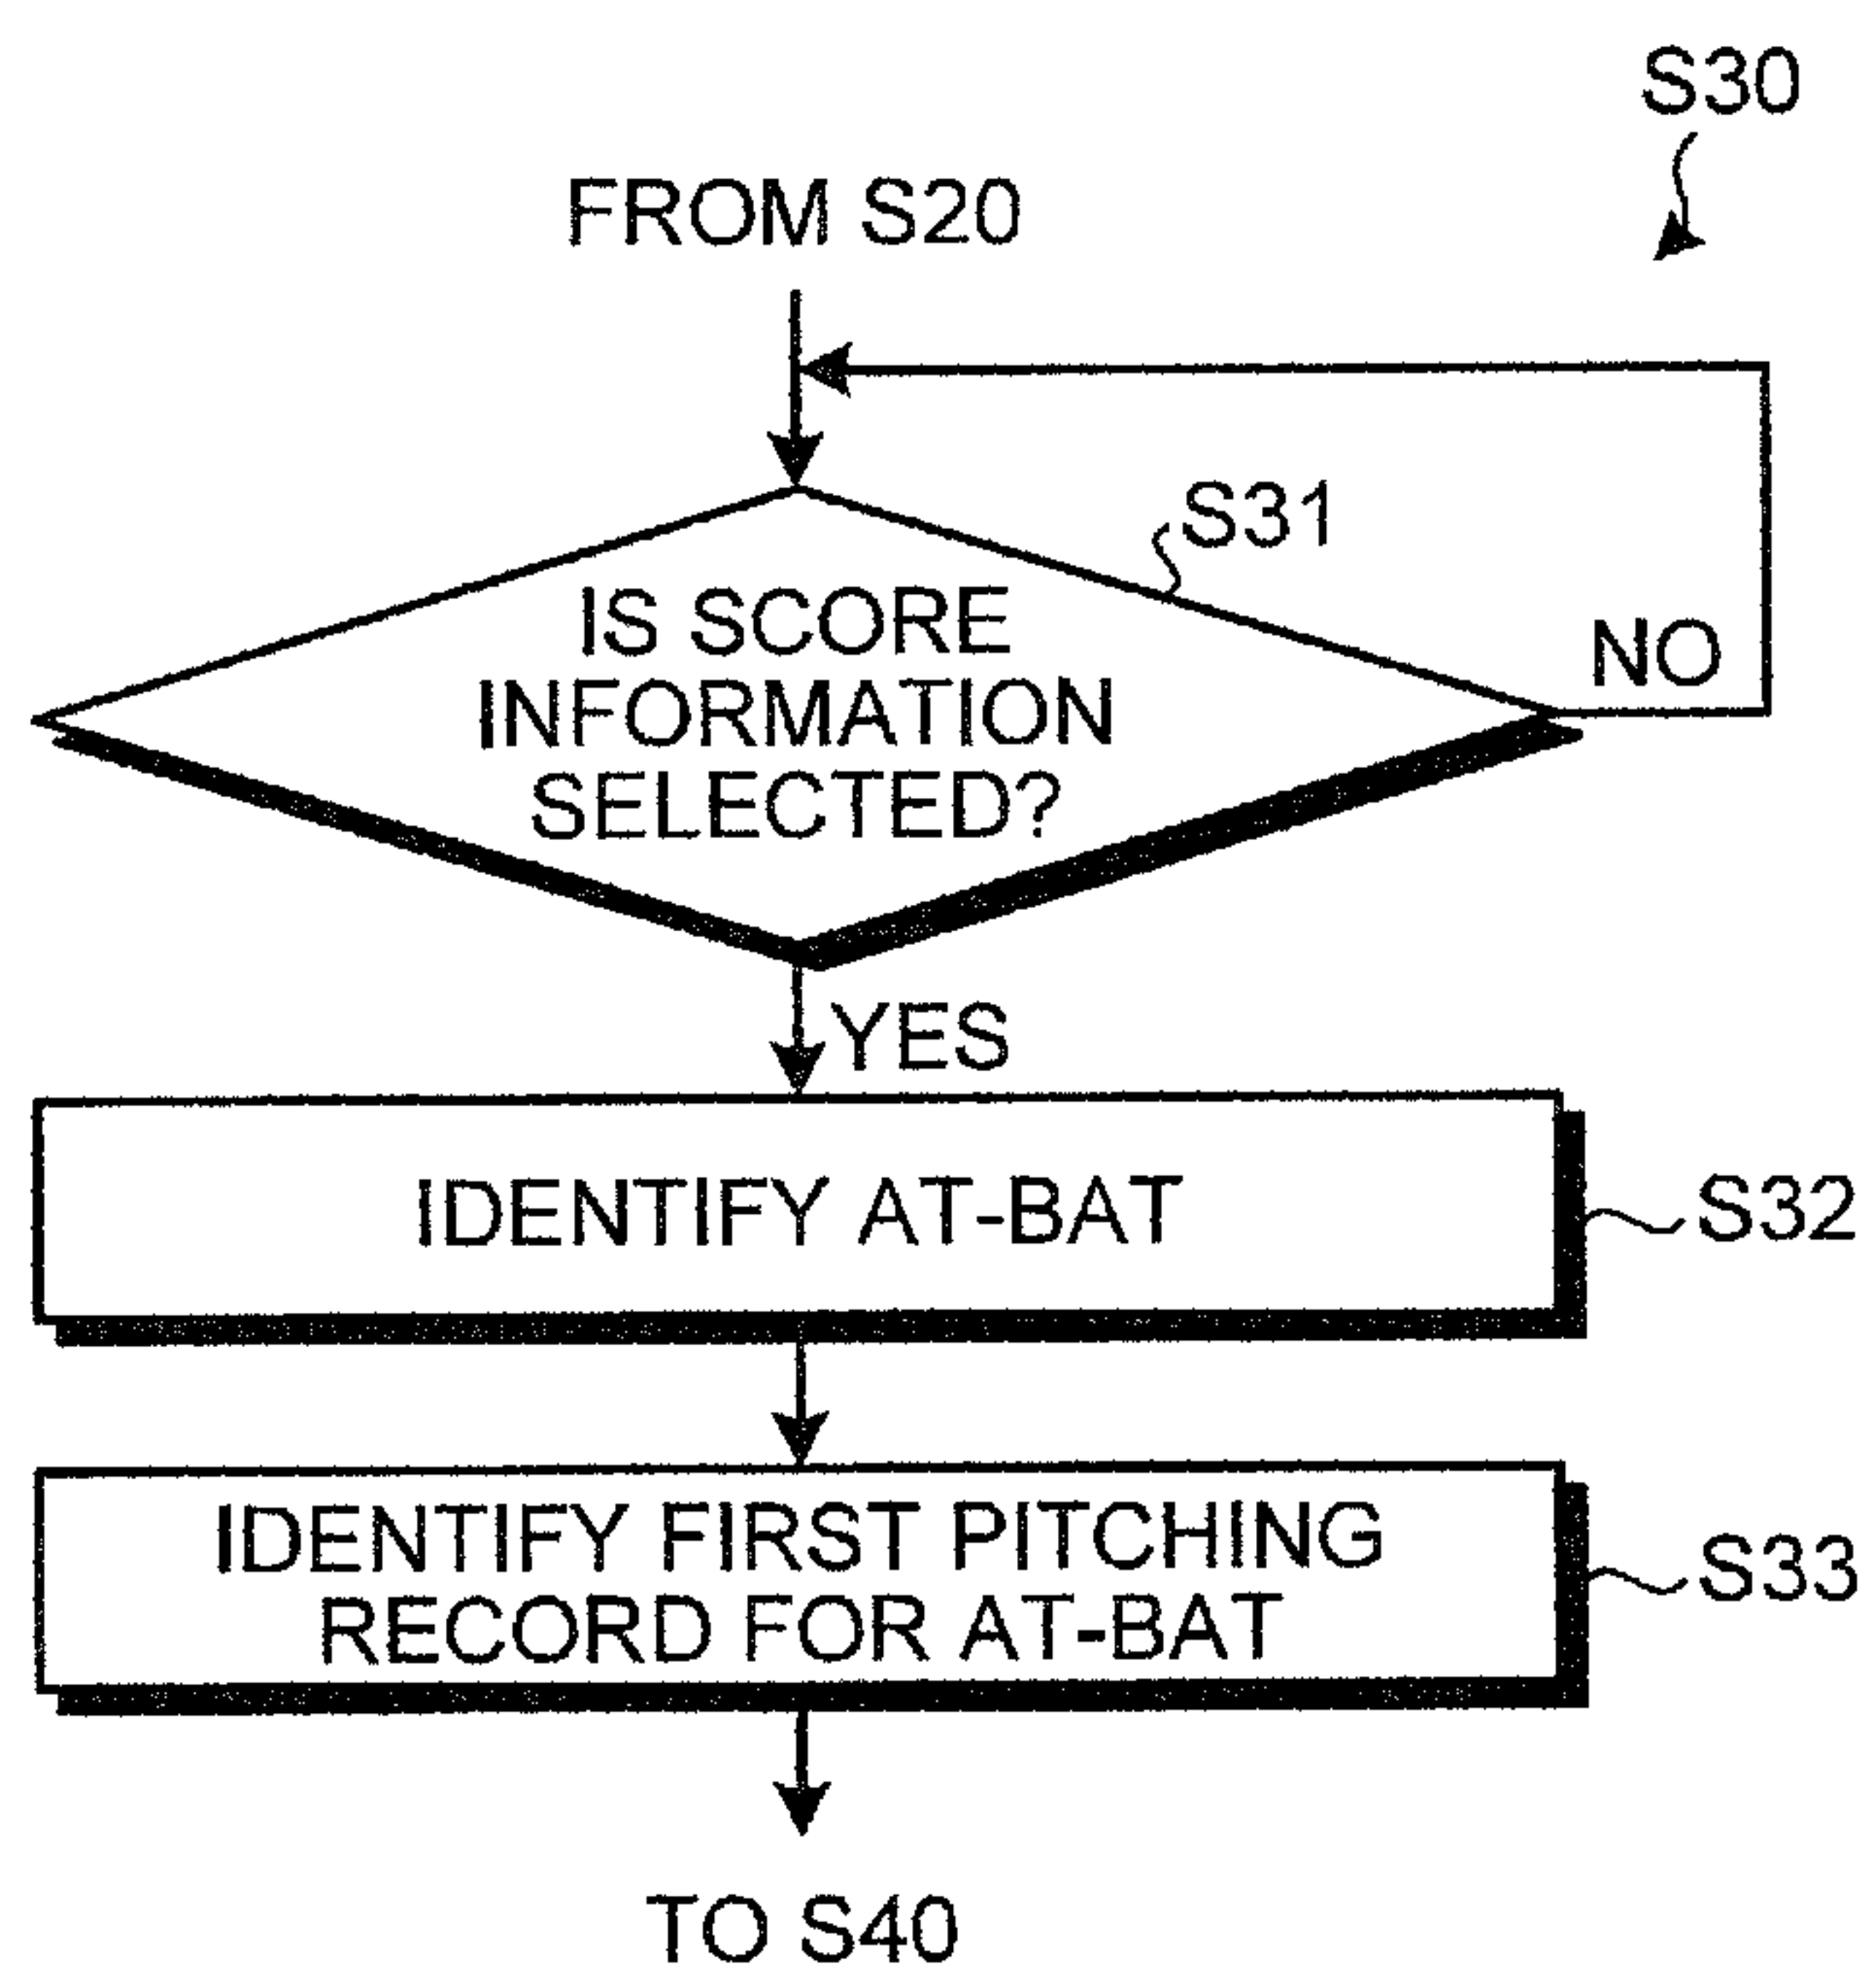 S30
FROM S20
S31
IS SCORE
INFORMATION
SELECTED?
NO
YES
IDENTIFY AT-BAT
S32
IDENTIFY FIRST PITCHING
RECORD FOR AT-BAT
S33
TO S40